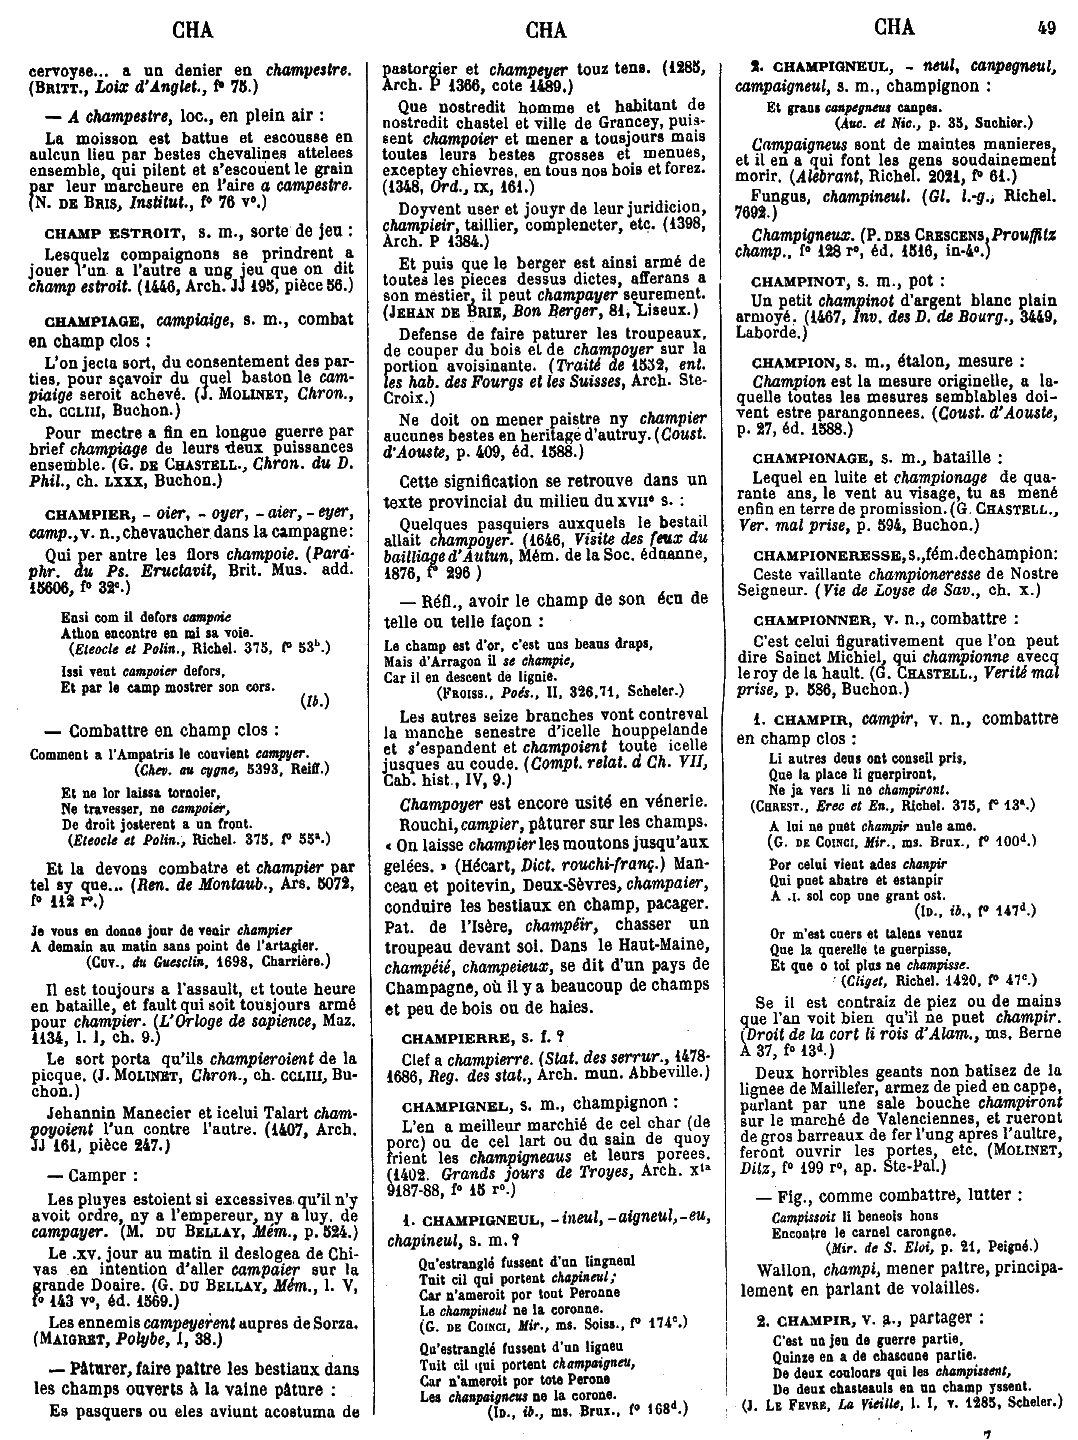 CHA
CHA
CHA 49
cervoyse... a un denier en champestre.
(BRITT., Loix d'Anglet., f° 75.)
— A champestre, loc., en plein air :
La moisson est battue et escousse en
aulcun lieu par bestes chevalines attelees
ensemble, qui pilent et s'escouent le grain
par leur marcheure en l'aire a campestre.
(N. DE BRIS, Institut., f° 76 v°.)
CHAMP ESTROIT, s. m., sorte de jeu :
Lesquelz compaignons se prindrent a
jouer l'un a l'autre a ung jeu que on dit
champ estroit. (1446, Arch. JJ 195, pièce 56.)
CHAMPIAGE, campiaige, s. m., combat
en champ clos :
L'on jecta sort, du consentement des par-
ties, pour sçavoir du quel baston le cam-
piaige seroit achevé. (J. MOLINET, Chron.,
ch. CCLIII, Buchon.)
Pour mectre a fin en longue guerre par
brief champiage de leurs deux puissances
ensemble. (G. DE CHASTELL., Chron. du D.
Phil., ch. LXXX, Buchon.)
CHAMPIER, - oier, - oyer, - aier, - eyer,
camp., v. n., chevaucher dans la campagne:
Qui per antre les flors champoie. (Para-
phr. du Ps. Eructavit, Brit. Mus. add.
15606, f° 32c.)
Ensi com il defors campoie
Athon encontre en mi sa voie.
(Eteocle et Polin., Richel. 375, f° 53b.)
Issi veut campoier defors,
Et par le camp mostrer son cors.
(Ib.)
— Combattre en champ clos :
Comment a l'Ampatris le convient campyer.
(Chev. au cygne, 5393, Reiff.)
Et ne lor laissa tornoier,
Ne travesser, ne campoier,
De droit josterent a un front.
(Eteocle et Polin., Richel. 375, f° 55a.)
Et la devons combatre et champier par
tel sy que... (Ren. de Montaub., Ars. 5072,
f° 112 r°.)
Je vous en donne jour de venir champier
A demain au matin sans point de l'artagier.
(CUV., du Guesclin, 1698, Charrière.)
Il est toujours a l'assault, et toute heure
en bataille, et fault qui soit tousjours armé
pour champier. (L'Orloge de sapience, Maz.
1134, l. I, ch. 9.)
Le sort porta qu'ils champieroient de la
picque. (J. MOLINET, Chron., ch. CCLIII, Bu-
chon.)
Jehannin Manecier et icelui Talart cham-
poyoient l'un contre l'autre. (1407, Arch.
JJ 161, pièce 247.)
— Camper :
Les pluyes estoient si excessives qu'il n'y
avoit ordre, ny a l'empereur, ny a luy, de
campayer. (M. DU BELLAY, Mém., p. 524.)
Le .xv. jour au matin il deslogea de Chi-
vas en intention d'aller campaier sur la
grande Doaire. (G. DU BELLAY, Mém., l. V,
f° 143 v°, éd. 1569.)
Les ennemis campeyerent aupres de Sorza.
(MAIGRET, Polybe, I, 38.)
— Pâturer, faire paître les bestiaux dans
les champs ouverts à la vaine pâture :
Es pasquers ou eles aviunt acostuma de
pastorgier et champeyer touz tens. (1285,
Arch. P 1366, cote 1489.)
Que nostredit homme et habitant de
nostredit chastel et ville de Grancey, puis-
sent champoier et mener a tousjours mais
toutes leurs bestes grosses et menues,
exceptey chievres, en tous nos bois et forez.
(1348, Ord., IX, 161.)
Doyvent user et jouyr de leur juridicion,
champieir, taillier, complencter, etc. (1398,
Arch. P 1384.)
Et puis que le berger est ainsi armé de
toutes les pieces dessus dictes, afferans a
son mestier, il peut champayer seurement.
(JEHAN DE BRIE, Bon Berger, 81, Liseux.)
Defense de faire paturer les troupeaux,
de couper du bois et de champoyer sur la
portion avoisinante. (Traité de 1532, ent.
les hab. des Fourgs et les Suisses, Arch. Ste-
Croix.)
Ne doit on mener paistre ny champier
aucunes bestes en heritage d'autruy. (Coust.
d'Aouste, p. 409, éd. 1588.)
Cette signification se retrouve dans un
texte provincial du milieu du XVIIe s. :
Quelques pasquiers auxquels le bestail
allait champoyer. (1646, Visite des feux du
bailliage d'Autun, Mém. de la Soc. éduenne,
1876, f° 296 )
— Réfl., avoir le champ de son écu de
telle ou telle façon :
Le champ est d'or, c'est uns beaus draps,
Mais d'Arragon il se champie,
Car il en descent de lignie.
(FROISS., Poés., II, 326,71, Scheler.)
Les autres seize branches vont contreval
la manche senestre d'icelle houppelande
et s'espandent et champoient toute icelle
jusques au coude. (Compt. relat. à Ch. VII,
Cab. hist., IV, 9.)
Champoyer est encore usité en vénerie.
Rouchi, campier, pâturer sur les champs.
« On laisse champier les moutons jusqu'aux
gelées. » (Hécart, Dict. rouchi-franç.) Man-
ceau et poitevin, Deux-Sèvres, champaier,
conduire les bestiaux en champ, pacager.
Pat. de l'Isère, champéïr, chasser un
troupeau devant soi. Dans le Haut-Maine,
champéié, champeieux, se dit d'un pays de
Champagne, où il y a beaucoup de champs
et peu de bois ou de haies.
CHAMPIERRE, s. f. ?
Clef a champierre. (Stat. des serrur., 1478-
1686, Reg. des stat., Arch. mun. Abbeville.)
CHAMPIGNEL, s. m., champignon :
L'en a meilleur marchié de cel char (de
porc) ou de cel lart ou du sain de quoy
frient les champigneaus et leurs porees.
(1402. Grands jours de Troyes, Arch. X1a
9187-88, f° 15 r°.)
1. CHAMPIGNEUL, - ineul, - aigneul, - eu,
chapineul, s. m. ?
Qu'estranglé fussent d'un lingneul
Tuit cil qui portent chapineul ;
Car n'ameroit por tout Peronne
Le champineul ne la coronne.
(G. DE COINCI, Mir., ms. Soiss., f° 174c.)
Qu'estranglé fussent d'un ligneu
Tuit cil qui portent champaigneu,
Car n'ameroit por tote Perone
Les chanpaigneus ne la corone.
(ID., ib., ms. Brux., f° 168d.)
2. CHAMPIGNEUL, - neul, canpegneul,
campaigneul, s. m., champignon :
Et grans canpegneus canpes.
(Auc. et Nic., p. 35, Suchier.)
Campaigneus sont de maintes manieres,
et il en a qui font les gens soudainement
morir. (Alebrant, Richel. 2021, f° 61.)
Fungus, champineul. (Gl. l.-g., Richel.
7692.)
Champigneux. (P. DES CRESCENS, Prouffitz
champ., f° 128 r°, éd. 1516, in-4°.)
CHAMPINOT, s. m., pot :
Un petit champinot d'argent blanc plain
armoyé. (1467, Inv. des D. de Bourg., 3449,
Laborde.)
CHAMPION, s. m., étalon, mesure :
Champion est la mesure originelle, a la-
quelle toutes les mesures semblables doi-
vent estre parangonnees. (Coust. d'Aouste,
p. 27, éd. 1588.)
CHAMPIONAGE, s. m., bataille :
Lequel en luite et championage de qua-
rante ans, le vent au visage, tu as mené
enfin en terre de promission. (G. CHASTELL.,
Ver. mal prise, p. 594, Buchon.)
CHAMPIONERESSE, s., fém. de champion:
Ceste vaillante championeresse de Nostre
Seigneur. (Vie de Loyse de Sav., ch. X.)
CHAMPIONNER, v. n., combattre :
C'est celui figurativement que l'on peut
dire Sainct Michiel, qui championne avecq
le roy de la hault. (G. CHASTELL., Verité mal
prise, p. 586, Buchon.)
1. CHAMPIR, campir, v. n., combattre
en champ clos :
Li autres deus ont conseil pris,
Que la place li guerpiront,
Ne ja vers li ne champiront.
(CHREST., Erec et En., Richel. 375, f° 13a.)
A lui ne puet champir nule ame.
(G. DE COINCI, Mir., ms. Brux., f° 100d.)
Por celui vient ades chanpir
Qui puet abatre et estanpir
A .I. sol cop une grant ost.
(ID., ib., f° 147d.)
Or m'est cuers et talens venuz
Que la querelle te guerpisse,
Et que o toi plus ne champisse.
(Cliget, Richel. 1420, f° 47c.)
Se il est contraiz de piez ou de mains
que l'an voit bien qu'il ne puet champir.
(Droit de la cort li rois d'Alam., ms. Berne
A 37, f° 13d.)
Deux horribles geants non batisez de la
lignee de Maillefer, armez de pied en cappe,
parlant par une sale bouche champiront
sur le marché de Valenciennes, et rueront
de gros barreaux de fer l'ung apres l'aultre,
feront ouvrir les portes, etc. (MOLINET,
Ditz, f° 199 r°, ap. Ste-Pal.)
— Fig., comme combattre, lutter :
Campissoit li beneois hons
Encontre le carnel carongne.
(Mir. de S. Eloi, p. 21, Peigné.)
Wallon, champi, mener paître, principa-
lement en parlant de volailles.
2. CHAMPIR, v. a., partager :
C'est un jeu de guerre partie,
Quinze en a de chascune partie.
De deux coulours qui les champissent,
De deux chasteauls en un champ yssent.
(J. LE FEVRE, La Vieille, l. I, v. 1285, Scheler.)
7